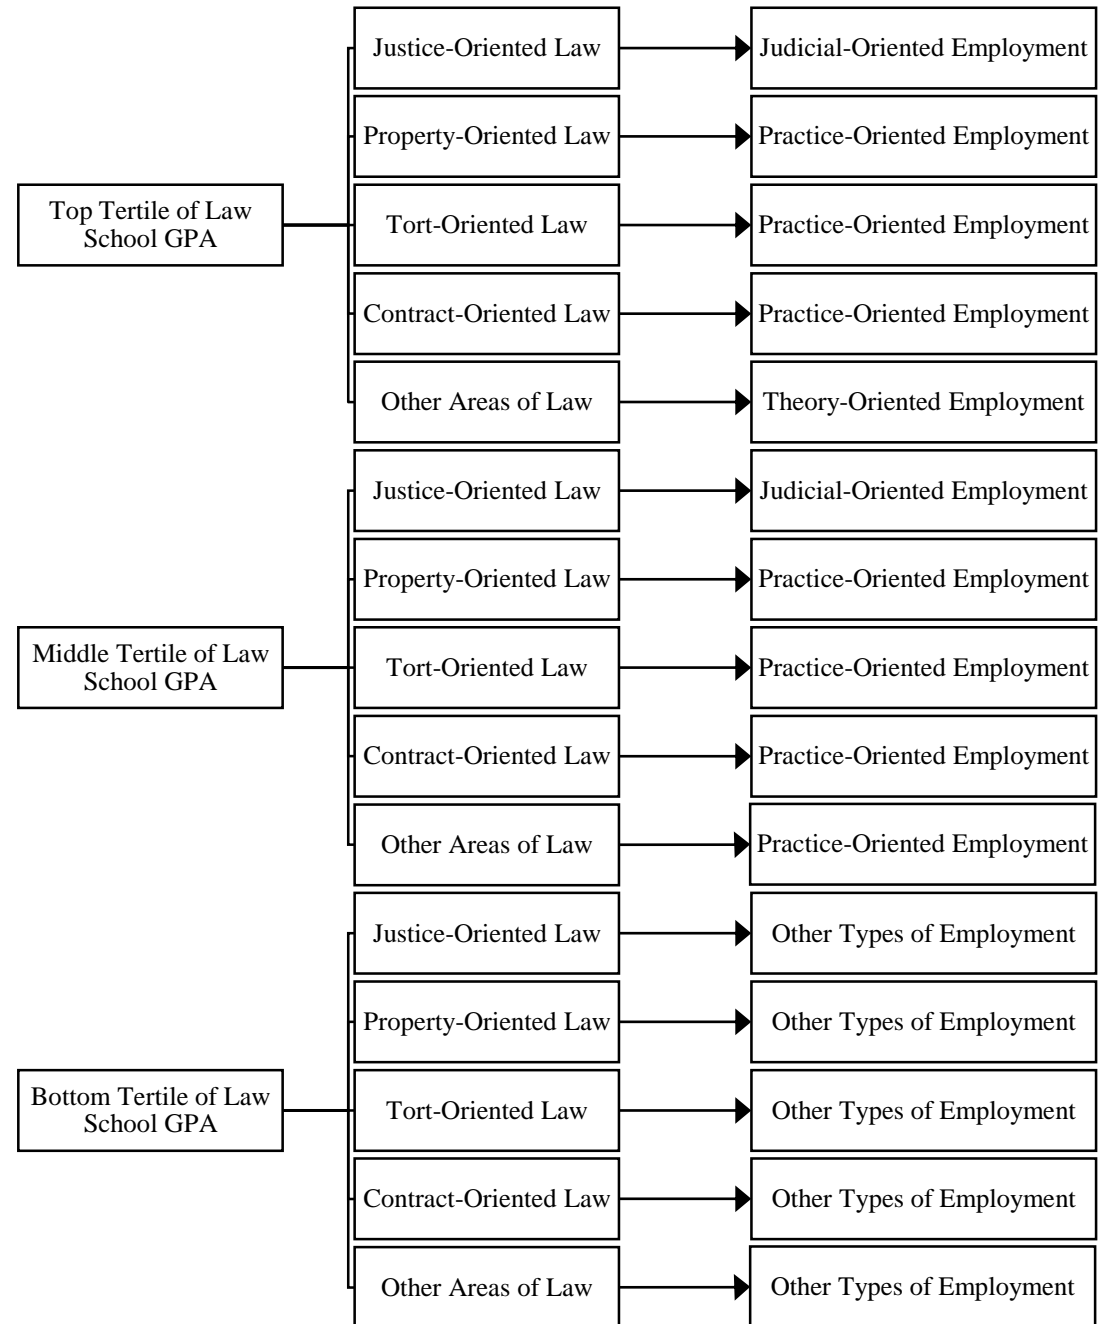 Justice-Oriented Law
Judicial-Oriented Employment
Property-Oriented Law
Practice-Oriented Employment
Top Tertile of Law
School GPA
Tort-Oriented Law
Practice-Oriented Employment
Contract-Oriented Law
Practice-Oriented Employment
Other Areas of Law
Theory-Oriented Employment
Justice-Oriented Law
Judicial-Oriented Employment
Property-Oriented Law
Practice-Oriented Employment
Middle Tertile of Law
School GPA
Tort-Oriented Law
Practice-Oriented Employment
Contract-Oriented Law
Practice-Oriented Employment
Other Areas of Law
Practice-Oriented Employment
Justice-Oriented Law
Other Types of Employment
Property-Oriented Law
Other Types of Employment
Bottom Tertile of Law
School GPA
Tort-Oriented Law
Other Types of Employment
Contract-Oriented Law
Other Types of Employment
Other Areas of Law
Other Types of Employment